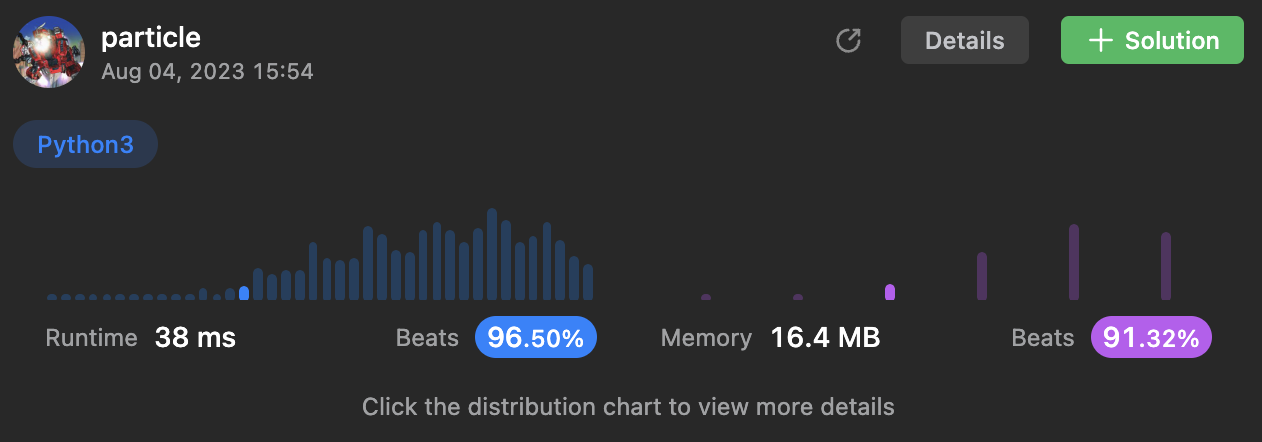 particle
Aug 04, 2023 15:54
Details
+ Solution
Python3
Runtime 38 ms Beats 96.50% Memory 16.4 MB Beats 91.32%
Click the distribution chart to view more details